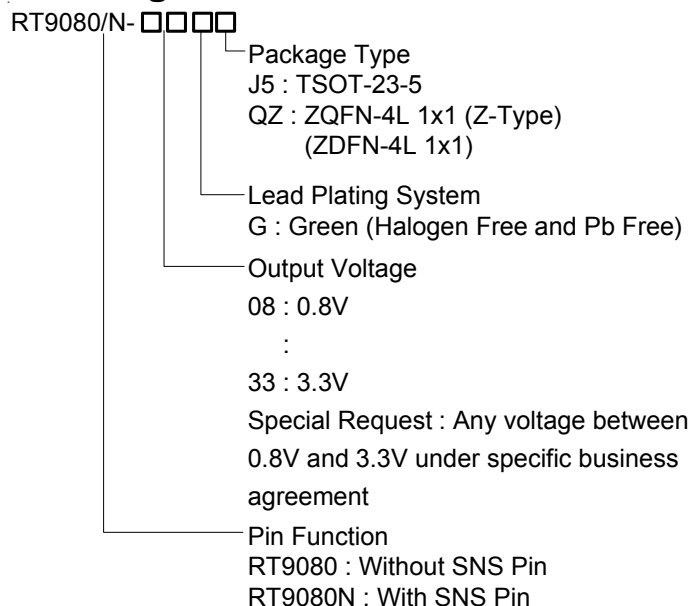 RT9080/N-
Package Type
J5 : TSOT-23-5
QZ : ZQFN-4L 1x1 (Z-Type)
(ZDFN-4L 1x1)
Lead Plating System
G : Green (Halogen Free and Pb Free)
Output Voltage
08 : 0.8V
:
33 : 3.3V
Special Request : Any voltage between
0.8V and 3.3V under specific business
agreement
Pin Function
RT9080 : Without SNS Pin
RT9080N : With SNS Pin